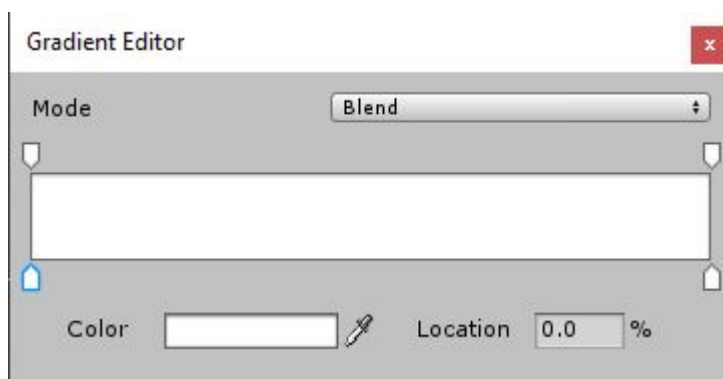 Gradient Editor x
Mode Blend
Color Location 0.0 %